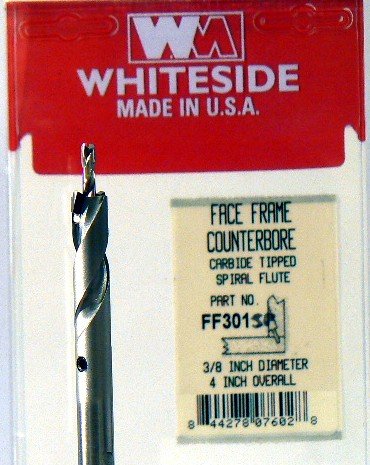 WM
WHITESIDE
MADE IN U.S.A.
FACE FRAME
COUNTERBORE
CARBIDE TIPPED
SPIRAL FLUTE
PART NO.
FF301SP
3/8 INCH DIAMETER
4 INCH OVERALL
8 44278 07602 8